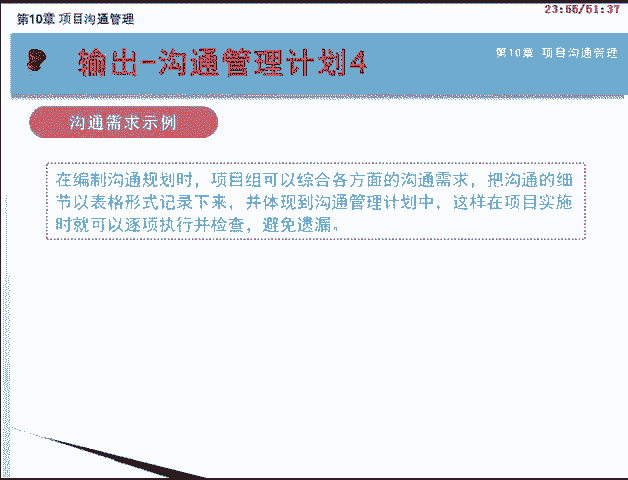 第10章 项目沟通管理
23:55/51:37
输出-沟通管理计划4
第10章 项目沟通管理
沟通需求示例
在编制沟通规划时，项目组可以综合各方面的沟通需求，把沟通的细
节以表格形式记录下来，并体现到沟通管理计划中，这样在项目实施
时就可以逐项执行并检查，避免遗漏。